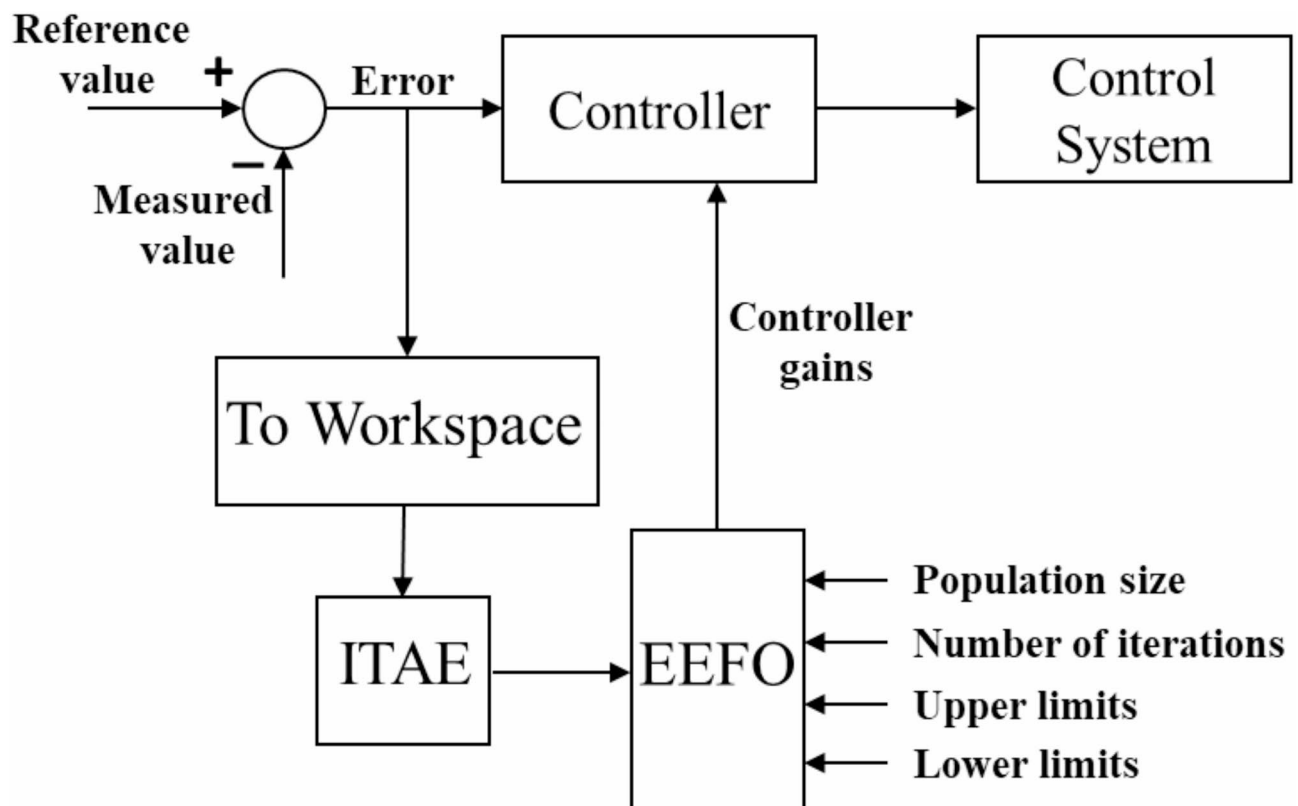 Reference
value
+
Error
Controller
Control
System
−
Measured
value
Controller
gains
To Workspace
ITAE
EEFO
Population size
Number of iterations
Upper limits
Lower limits